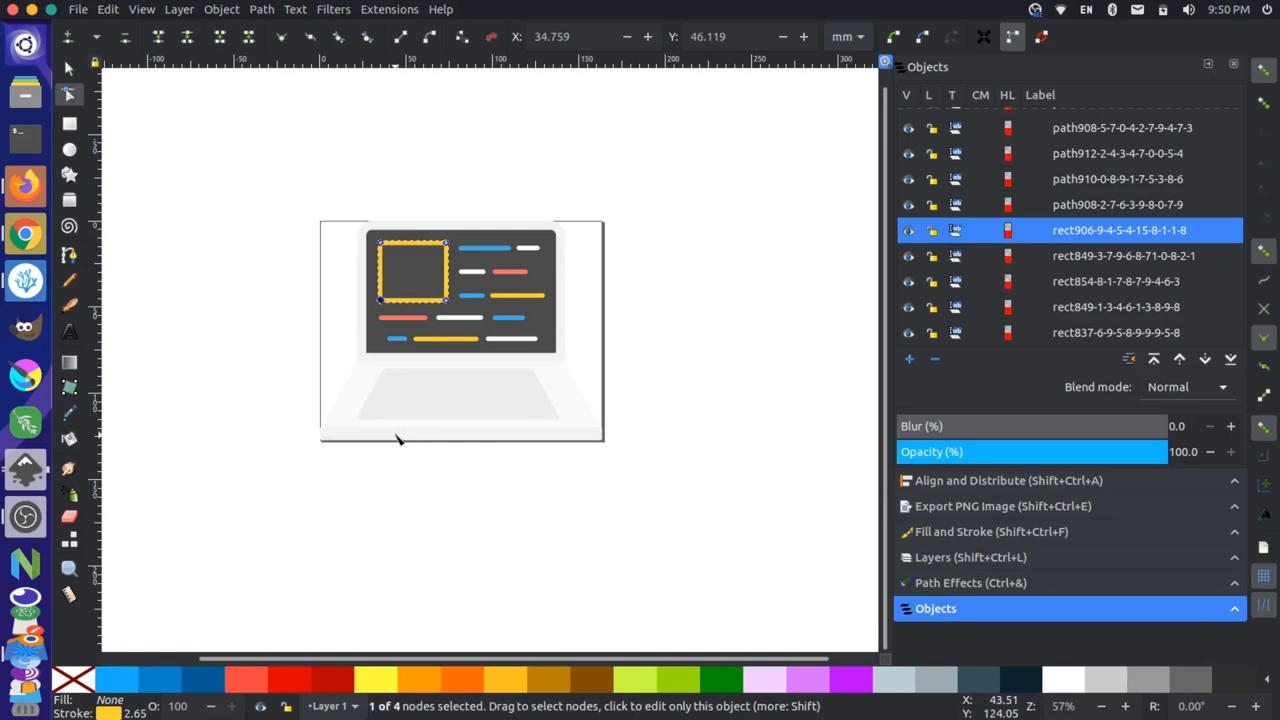 File Edit View Layer Object Path Text Filters Extensions Help
EN 9:50 PM
X: 34.759 − + Y: 46.119 − + mm
-100 -50 0 50 100 150 200 250 300
Objects
V L T CM HL Label
path908-5-7-0-4-2-7-9-4-7-3
path912-2-4-3-4-7-0-0-5-4
path910-0-8-9-1-7-5-3-8-6
path908-2-7-6-3-9-8-0-7-9
rect906-9-4-5-4-15-8-1-1-8
rect849-3-7-9-6-8-71-0-8-2-1
rect854-8-1-7-8-7-9-4-6-3
rect849-1-3-4-6-1-3-8-9-8
rect837-6-9-5-8-9-9-9-5-8
Blend mode: Normal
Blur (%) 0.0 − +
Opacity (%) 100.0 − +
Align and Distribute (Shift+Ctrl+A)
Export PNG Image (Shift+Ctrl+E)
Fill and Stroke (Shift+Ctrl+F)
Layers (Shift+Ctrl+L)
Path Effects (Ctrl+&)
Objects
Fill: None
Stroke: 2.65 O: 100 − + ·Layer 1 1 of 4 nodes selected. Drag to select nodes, click to edit only this object (more: Shift)
X: 43.51
Y: 124.05
Z: 57% − + R: 0.00° − +